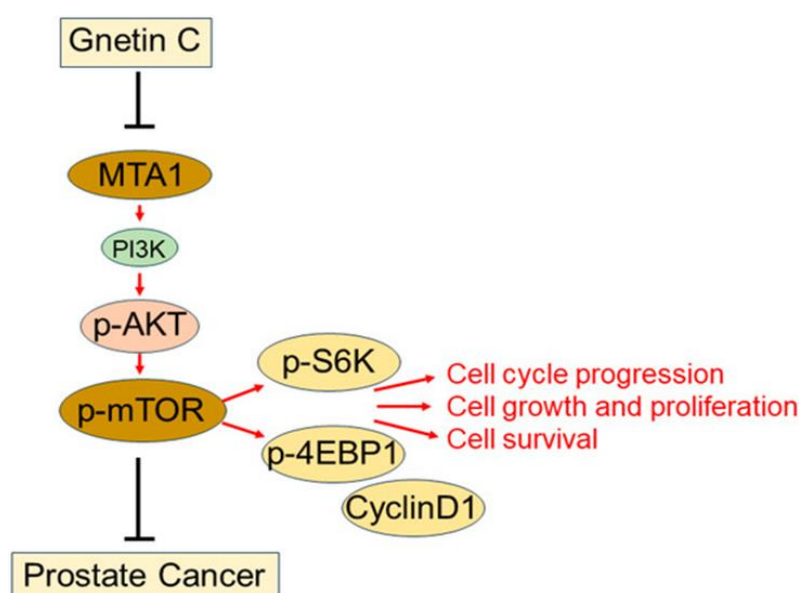 Gnetin C
MTA1
PI3K
p-AKT
p-mTOR
p-S6K
p-4EBP1
CyclinD1
Cell cycle progression
Cell growth and proliferation
Cell survival
Prostate Cancer